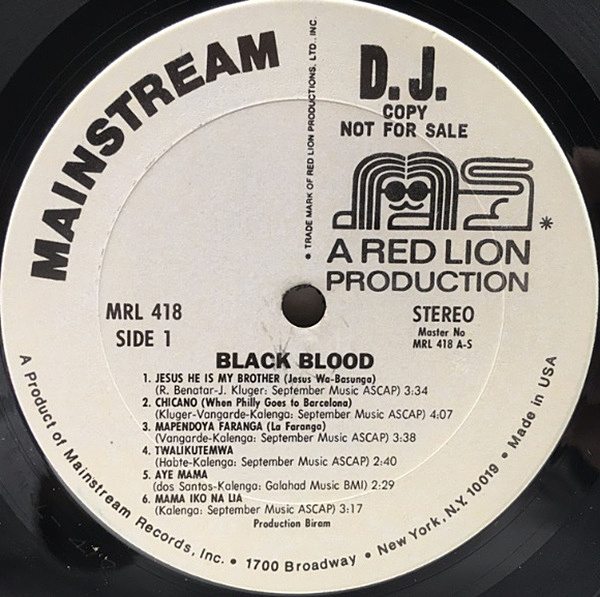 MAINSTREAM
• TRADE MARK OF RED LION PRODUCTIONS, LTD., INC.
D.J.
COPY
NOT FOR SALE
*
A RED LION
PRODUCTION
MRL 418
SIDE 1
STEREO
Master No
MRL 418 A-S
BLACK BLOOD
1. JESUS HE IS MY BROTHER (Jesus Wa-Basunga)
(R. Benatar-J. Kluger: September Music ASCAP) 3:34
2. CHICANO (When Philly Goes to Barcelona)
(Kluger-Vangarde-Kalenga: September Music ASCAP) 4:07
3. MAPENDOYA FARANGA (La Faranga)
(Vangarde-Kalenga: September Music ASCAP) 3:38
4. TWALIKUTEMWA
(Habte-Kalenga: September Music ASCAP) 2:40
5. AYE MAMA
(dos Santos-Kalenga: Galahad Music BMI) 2:29
6. MAMA IKO NA LIA
(Kalenga: September Music ASCAP) 3:17
Production Biram
A Product of Mainstream Records, Inc. • 1700 Broadway • New York, N.Y. 10019 • Made in USA